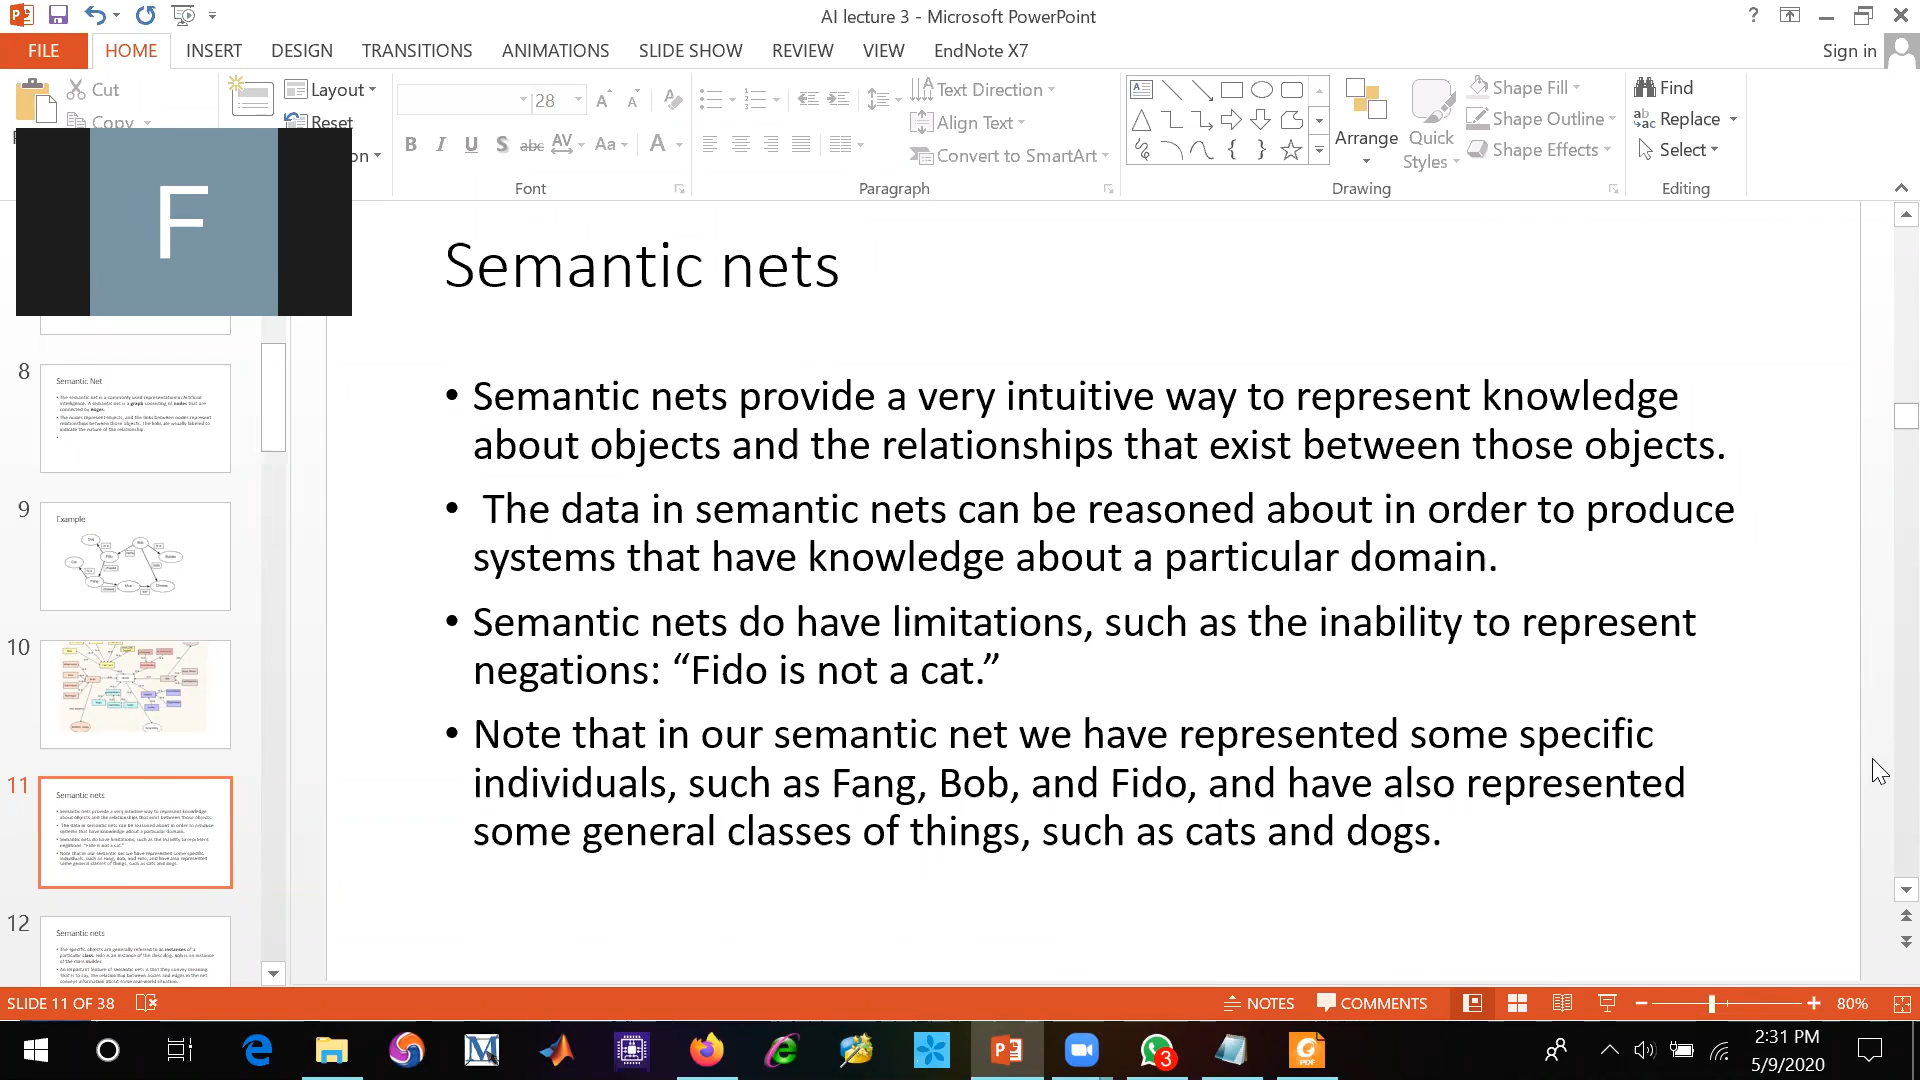 AI lecture 3 - Microsoft PowerPoint
?
FILE HOME INSERT DESIGN TRANSITIONS ANIMATIONS SLIDE SHOW REVIEW VIEW EndNote X7 Sign in
Cut Layout 28 Text Direction Shape Fill Find
Copy Reset Align Text Shape Outline Replace
B I U S abc AV Aa A Convert to SmartArt Arrange Quick Styles Shape Effects Select
Font Paragraph Drawing Editing
F
Semantic nets
• Semantic nets provide a very intuitive way to represent knowledge
about objects and the relationships that exist between those objects.
• The data in semantic nets can be reasoned about in order to produce
systems that have knowledge about a particular domain.
• Semantic nets do have limitations, such as the inability to represent
negations: “Fido is not a cat.”
• Note that in our semantic net we have represented some specific
individuals, such as Fang, Bob, and Fido, and have also represented
some general classes of things, such as cats and dogs.
8
Semantic Net
9
Example
10
11
Semantic nets
12
Semantic nets
SLIDE 11 OF 38 NOTES COMMENTS 80%
3
2:31 PM
5/9/2020